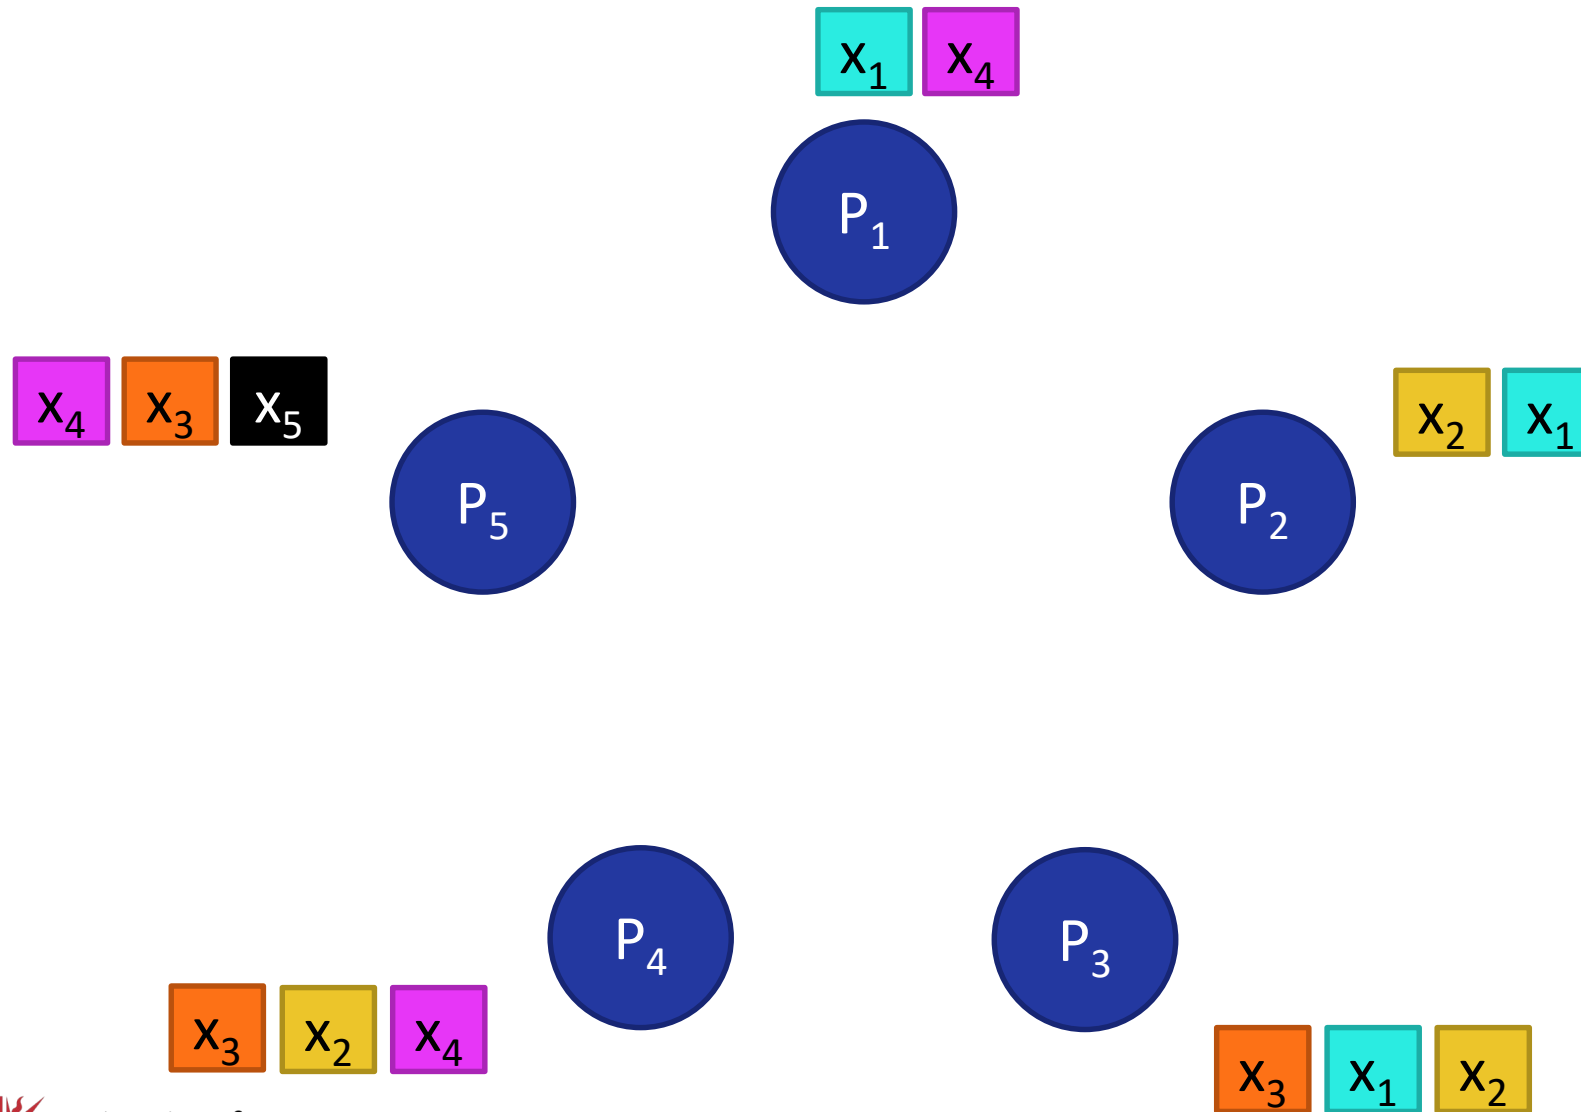 x₁ x₄
P₁
x₄ x₃ x₅
x₂ x₁
P₅
P₂
P₄
P₃
x₃ x₂ x₄
x₃ x₁ x₂